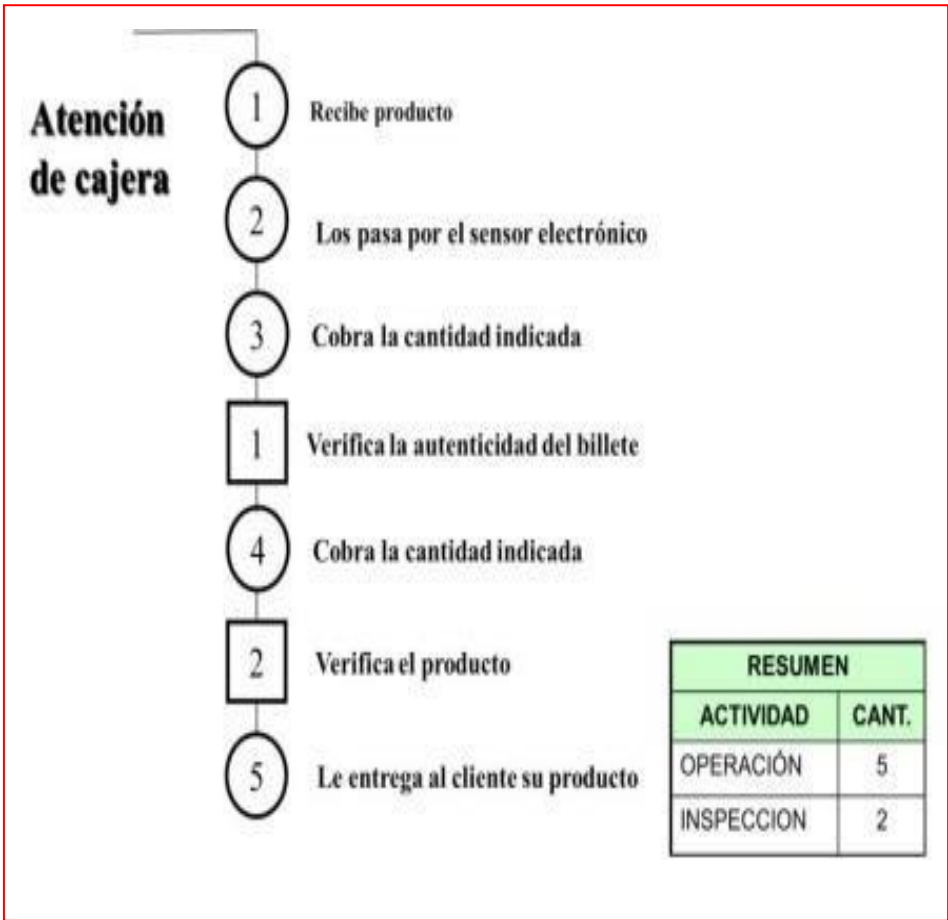 Atención
de cajera
1
Recibe producto
2
Los pasa por el sensor electrónico
3
Cobra la cantidad indicada
1
Verifica la autenticidad del billete
4
Cobra la cantidad indicada
2
Verifica el producto
5
Le entrega al cliente su producto
RESUMEN
ACTIVIDAD CANT.
OPERACIÓN 5
INSPECCION 2